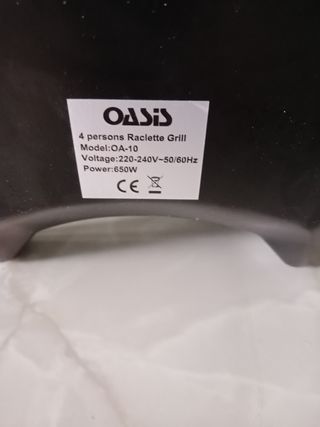 OASiS
4 persons Raclette Grill
Model:OA-10
Voltage:220-240V~50/60Hz
Power:650W
CE